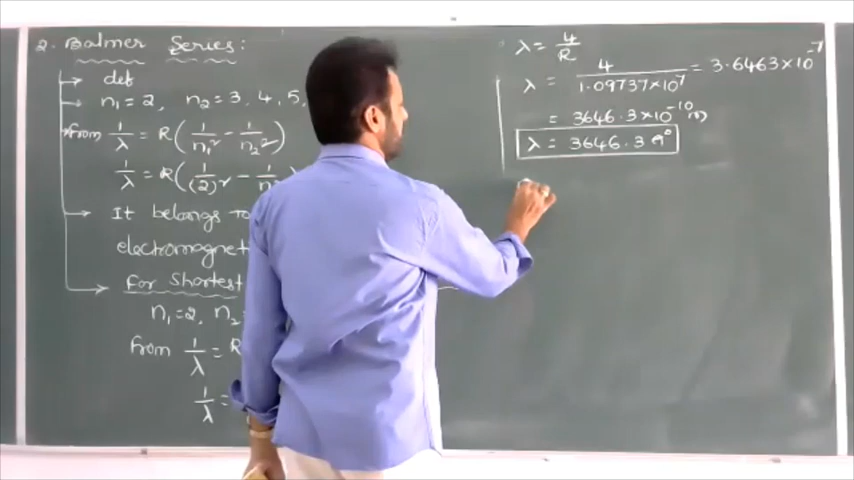 2. Balmer Series:
def
n₁ = 2, n₂ = 3, 4, 5,
From 1/λ = R(1/n₁² - 1/n₂²)
1/λ = R(1/(2)² - 1/n
It belongs to
electromagnet
For Shortest
n₁ = 2, n₂ =
From 1/λ = R
1/λ =
λ = 4/R
λ = 4/1.09737×10⁷ = 3.6463×10⁻⁷
= 3646.3×10⁻¹⁰ m
λ = 3646.3 A°